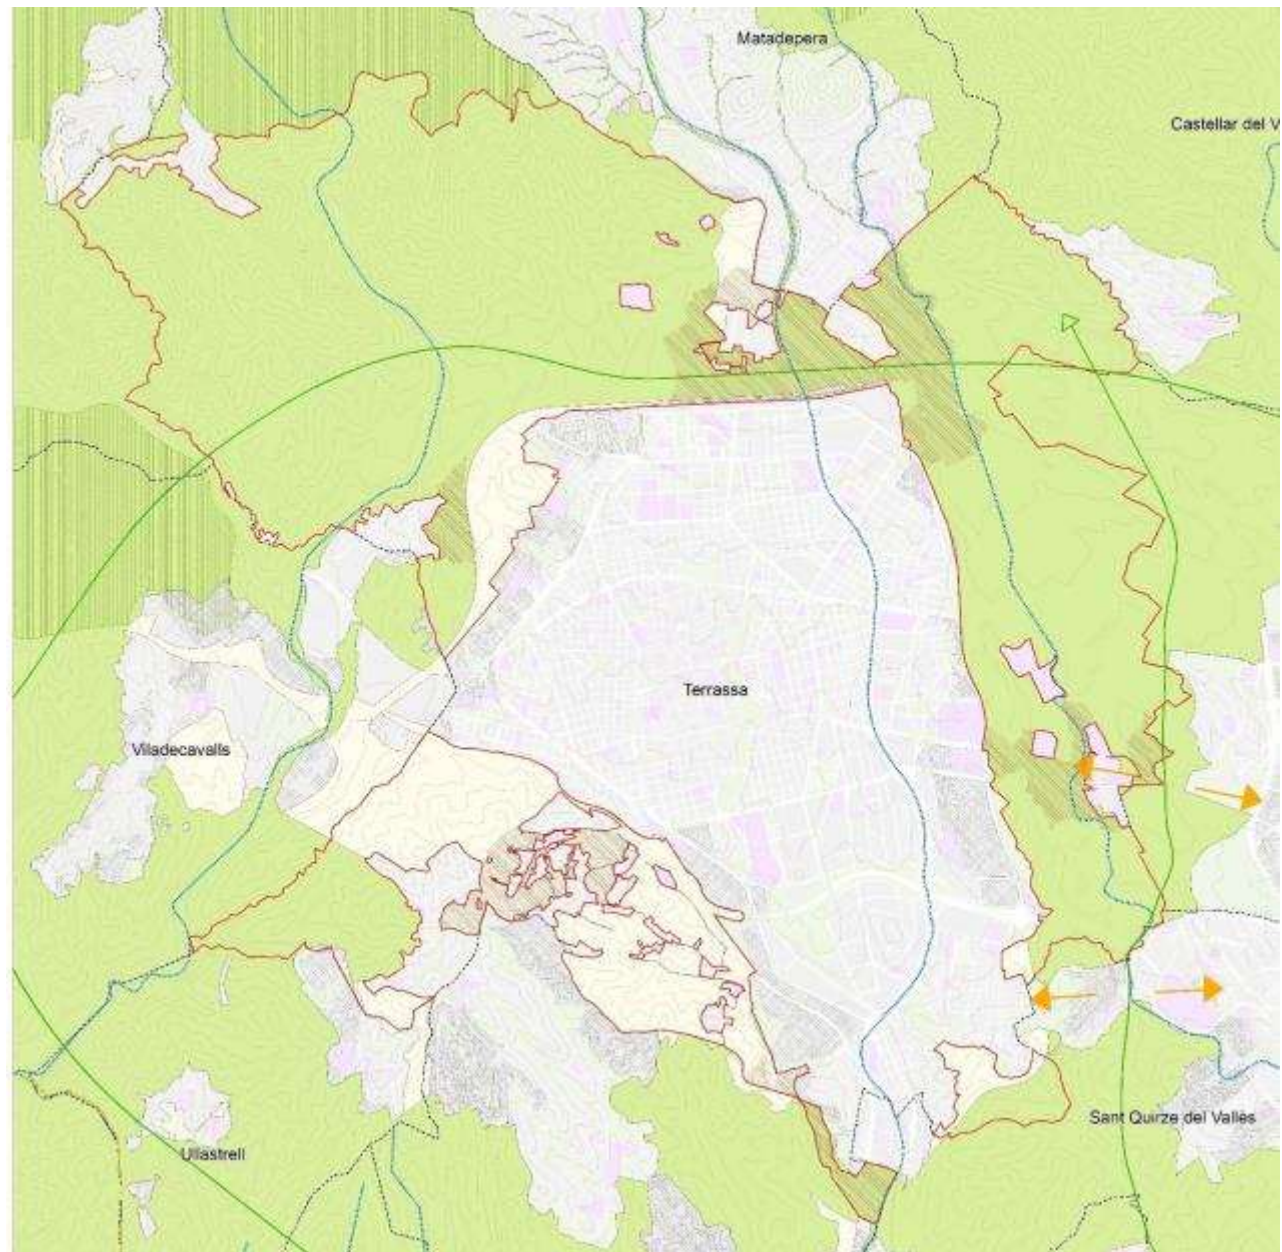 Matadepera
Castellar del V
Terrassa
Viladecavalls
Sant Quirze del Vallès
Ullastrell